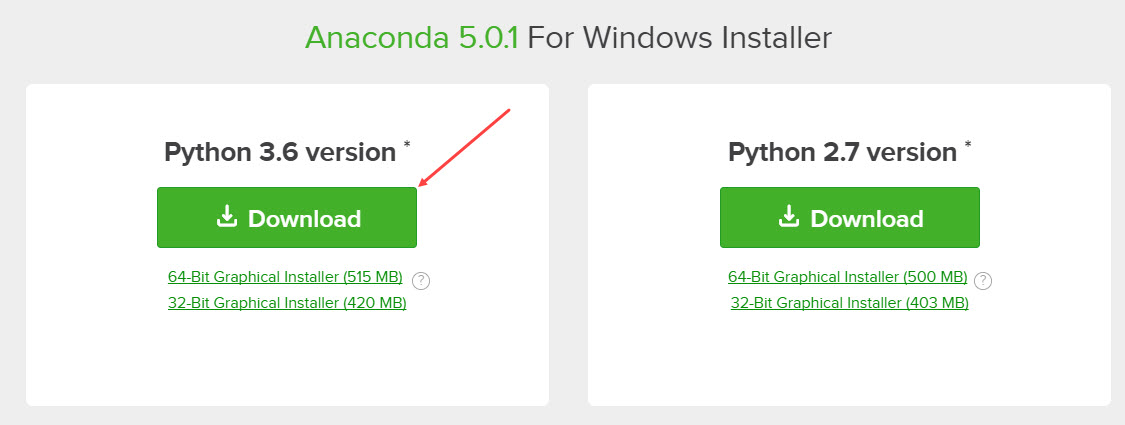 Anaconda 5.0.1 For Windows Installer
Python 3.6 version *
Download
64-Bit Graphical Installer (515 MB) ?
32-Bit Graphical Installer (420 MB)
Python 2.7 version *
Download
64-Bit Graphical Installer (500 MB) ?
32-Bit Graphical Installer (403 MB)